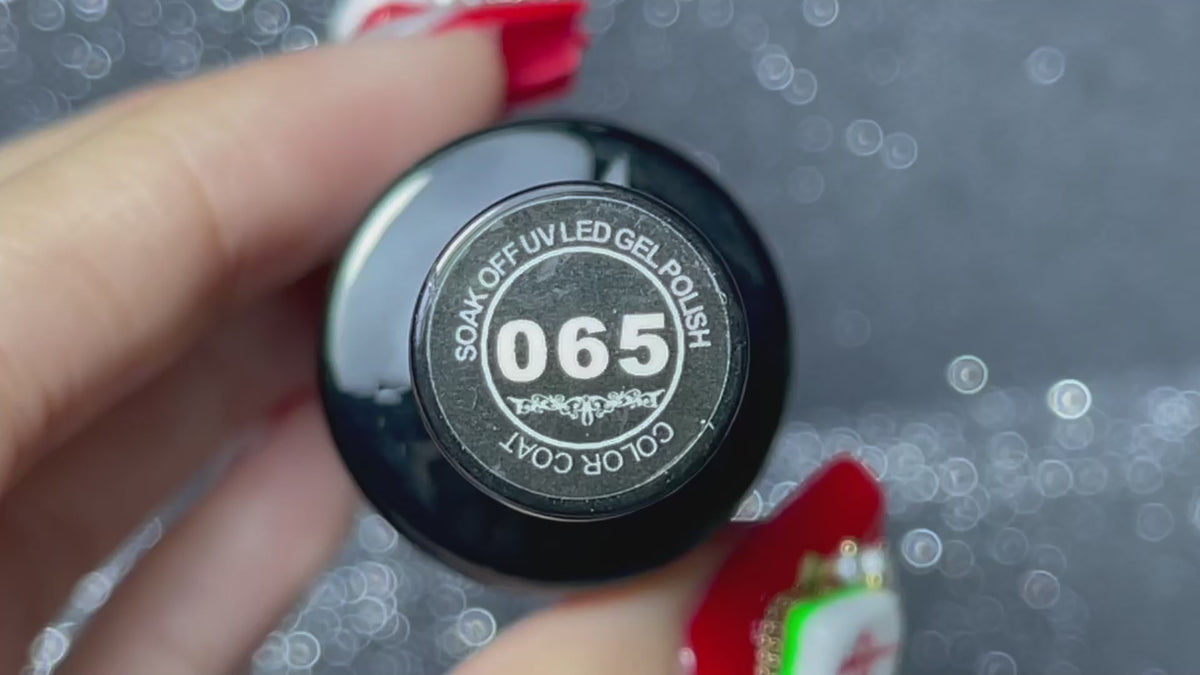 SOAK OFF UV LED GEL POLISH
065
COLOR COAT